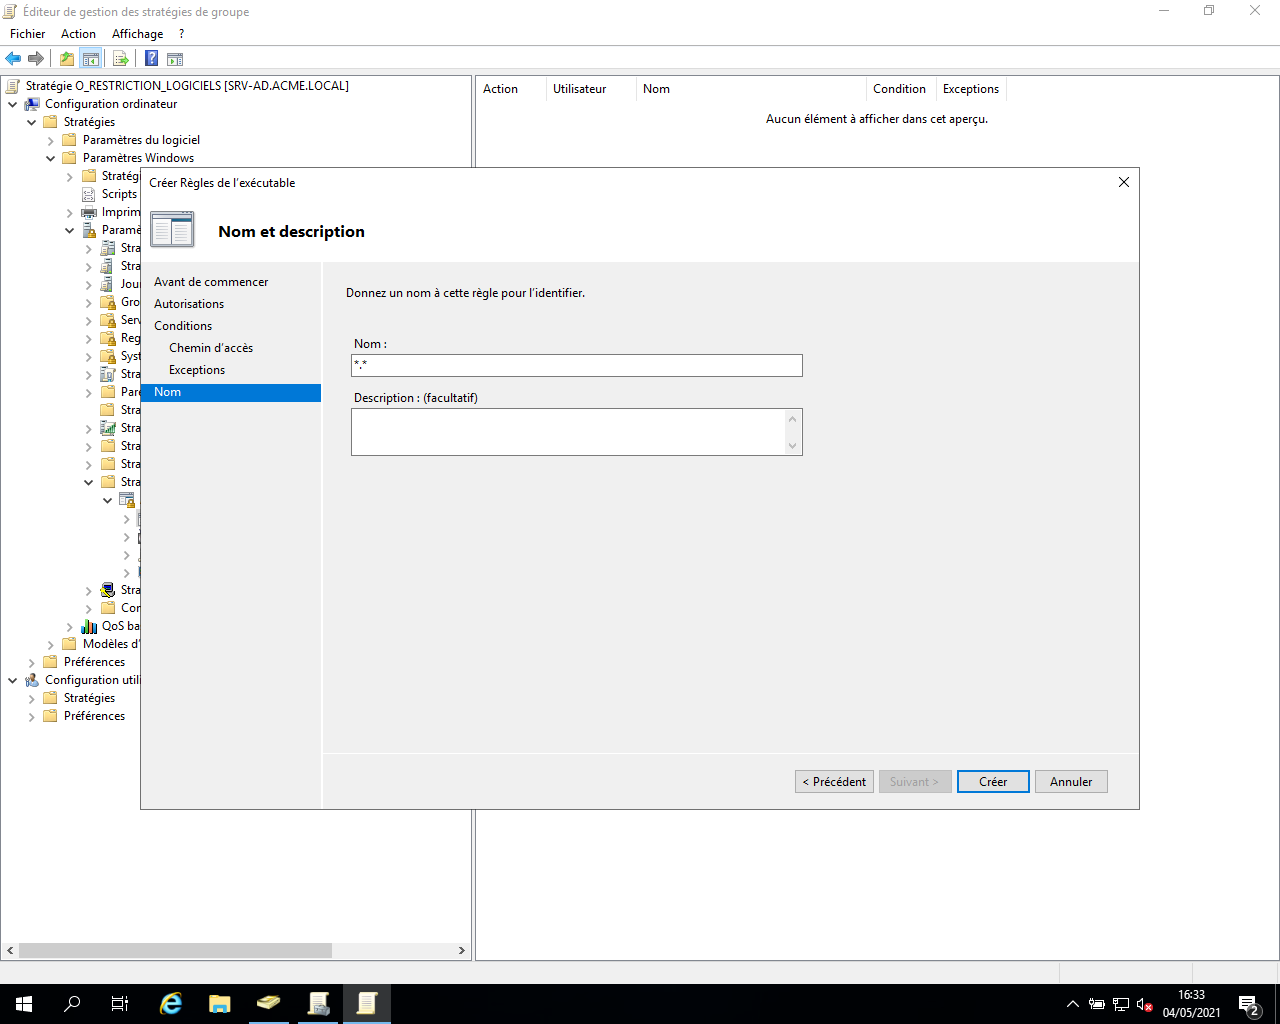 Éditeur de gestion des stratégies de groupe
Fichier Action Affichage ?
Stratégie O_RESTRICTION_LOGICIELS [SRV-AD.ACME.LOCAL]
Configuration ordinateur
Stratégies
Paramètres du logiciel
Paramètres Windows
Stratég
Scripts
Imprim
Paramè
Stra
Stra
Jou
Gro
Serv
Reg
Syst
Stra
Pare
Stra
Stra
Stra
Stra
Stra
Stra
Cor
QoS ba
Modèles d'
Préférences
Configuration utili
Stratégies
Préférences
Action Utilisateur Nom Condition Exceptions
Aucun élément à afficher dans cet aperçu.
Créer Règles de l'exécutable
Nom et description
Avant de commencer
Autorisations
Conditions
Chemin d'accès
Exceptions
Nom
Donnez un nom à cette règle pour l'identifier.
Nom :
*.*
Description : (facultatif)
< Précédent Suivant > Créer Annuler
16:33
04/05/2021
2